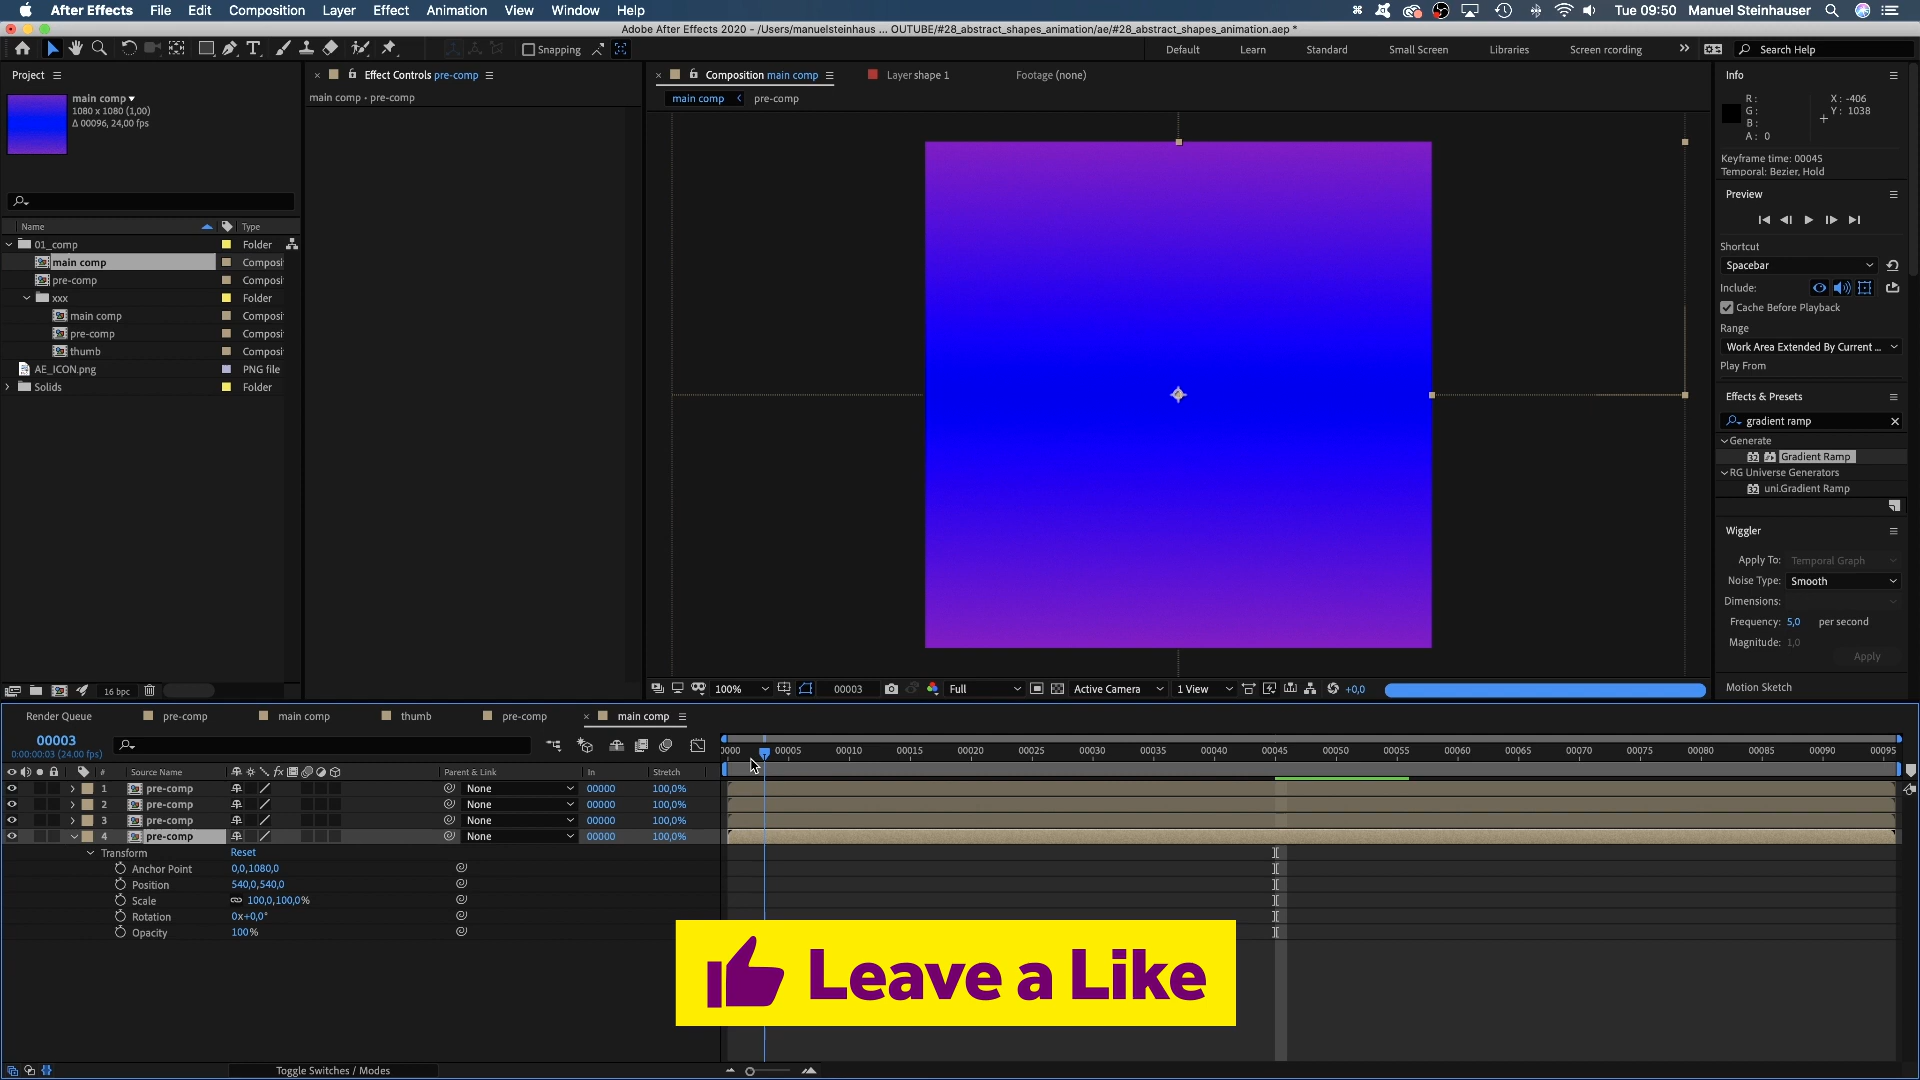 After Effects File Edit Composition Layer Effect Animation View Window Help Tue 09:50 Manuel Steinhauser
Adobe After Effects 2020 - /Users/manuelsteinhaus ... OUTUBE/#28_abstract_shapes_animation/ae/#28_abstract_shapes_animation.aep *
Snapping Default Learn Standard Small Screen Libraries Screen rcording Search Help
Project Effect Controls pre-comp Composition main comp Layer shape 1 Footage (none) Info
main comp
1080 x 1080 (1,00)
Δ 00096, 24,00 fps
main comp • pre-comp
main comp pre-comp
R: X: -406
G: Y: 1038
B:
A: 0
Keyframe time: 00045
Temporal: Bezier, Hold
Preview
Shortcut
Spacebar
Include:
Cache Before Playback
Range
Work Area Extended By Current ...
Play From
Effects & Presets
gradient ramp
Generate
Gradient Ramp
RG Universe Generators
uni.Gradient Ramp
Wiggler
Apply To: Temporal Graph
Noise Type: Smooth
Dimensions:
Frequency: 5,0 per second
Magnitude: 1,0
Apply
Motion Sketch
Name Type
01_comp Folder
main comp Composi
pre-comp Composi
xxx Folder
main comp Composi
pre-comp Composi
thumb Composi
AE_ICON.png PNG file
Solids Folder
16 bpc
100% 00003 Full Active Camera 1 View +0,0
Render Queue pre-comp main comp thumb pre-comp main comp
00003
0:00:00:03 (24.00 fps)
0000 00005 00010 00015 00020 00025 00030 00035 00040 00045 00050 00055 00060 00065 00070 00075 00080 00085 00090 00095
# Source Name Parent & Link In Stretch
1 pre-comp None 00000 100,0%
2 pre-comp None 00000 100,0%
3 pre-comp None 00000 100,0%
4 pre-comp None 00000 100,0%
Transform Reset
Anchor Point 0,0,1080,0
Position 540,0,540,0
Scale 100,0,100,0%
Rotation 0x+0,0°
Opacity 100%
Leave a Like
Toggle Switches / Modes